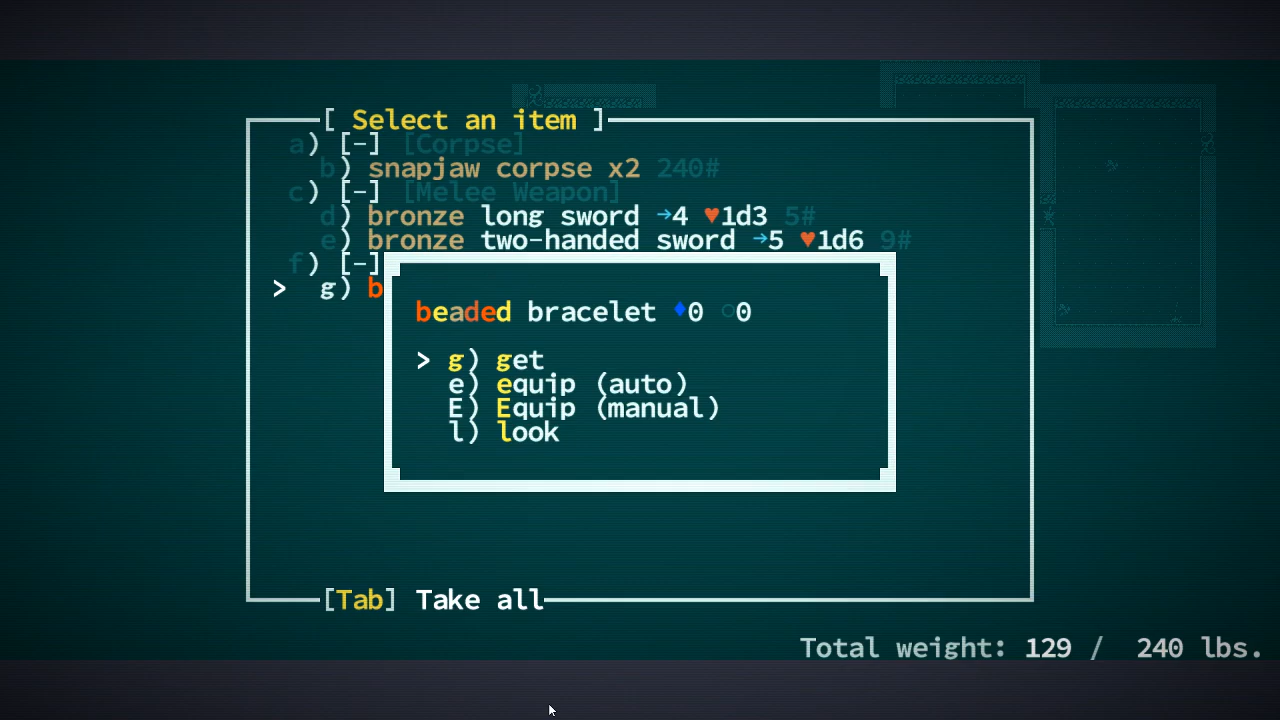 [ Select an item ]
a) [-] [Corpse]
b) snapjaw corpse x2 240#
c) [-] [Melee Weapon]
d) bronze long sword →4 ♥1d3 5#
e) bronze two-handed sword →5 ♥1d6 9#
f) [-]
> g) b
beaded bracelet ♦0 ○0
> g) get
e) equip (auto)
E) Equip (manual)
l) look
[Tab] Take all
Total weight: 129 / 240 lbs.